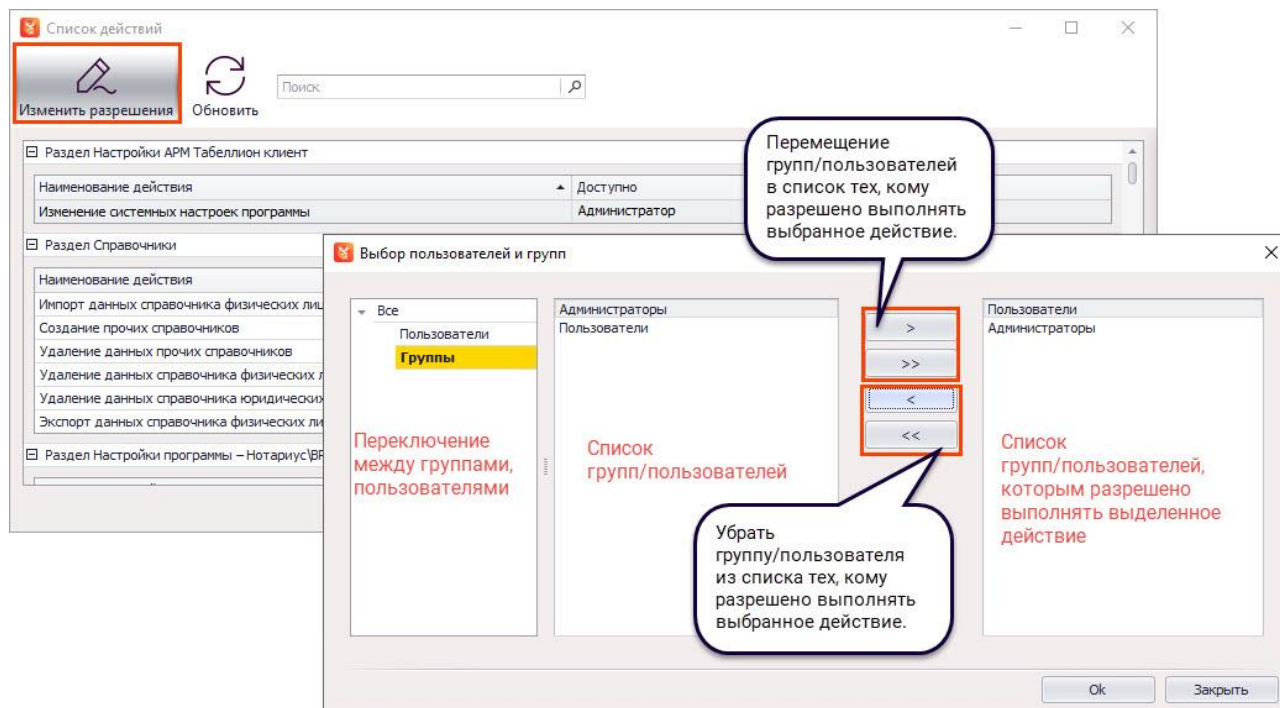 Список действий
Изменить разрешения
Обновить
Поиск
Раздел Настройки АРМ Табеллион клиент
Наименование действия
Доступно
Изменение системных настроек программы
Администратор
Раздел Справочники
Наименование действия
Импорт данных справочника физических лиц
Создание прочих справочников
Удаление данных прочих справочников
Удаление данных справочника физических л
Удаление данных справочника юридических
Экспорт данных справочника физических ли
Раздел Настройки программы – Нотариус\ВР
Перемещение
групп/пользователей
в список тех, кому
разрешено выполнять
выбранное действие.
Выбор пользователей и групп
Все
Пользователи
Группы
Переключение
между группами,
пользователями
Администраторы
Пользователи
Список
групп/пользователей
>
>>
<
<<
Пользователи
Администраторы
Список
групп/пользователей,
которым разрешено
выполнять выделенное
действие
Убрать
группу/пользователя
из списка тех, кому
разрешено выполнять
выбранное действие.
Ok
Закрыть